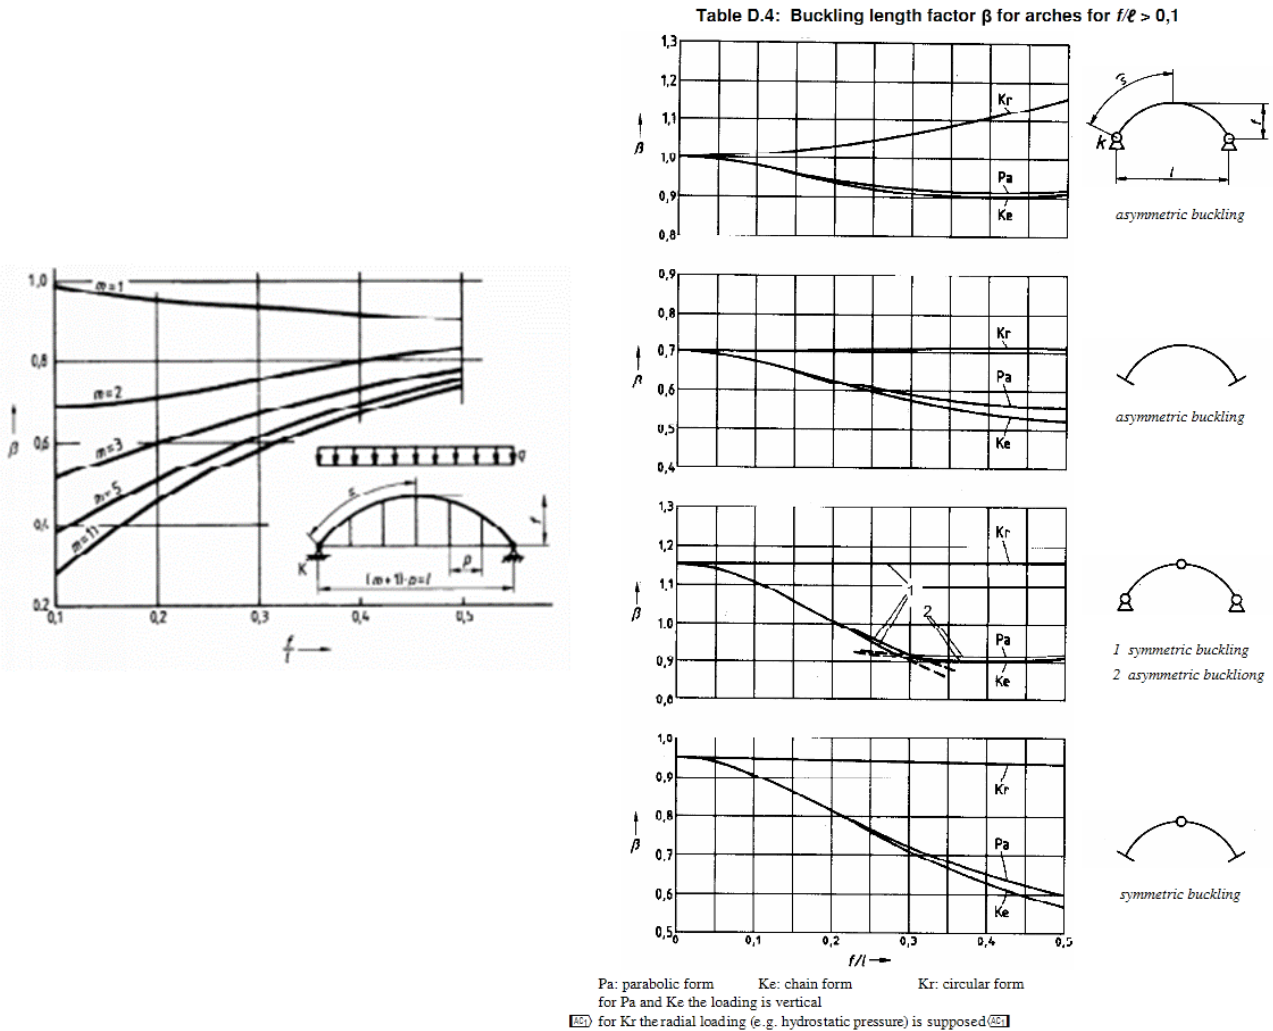 Table D.4: Buckling length factor β for arches for f/ℓ > 0,1
1,3
1,2
1,1
1,0
0,9
0,8
β
Kr
Pa
Ke
s
f
k
l
asymmetric buckling
0,9
0,8
0,7
0,6
0,5
0,4
β
Kr
Pa
Ke
asymmetric buckling
1,3
1,2
1,1
1,0
0,9
0,8
β
Kr
1
2
Pa
Ke
1 symmetric buckling
2 asymmetric buckliong
1,0
0,9
0,8
0,7
0,6
0,5
β
Kr
Pa
Ke
symmetric buckling
0 0,1 0,2 0,3 0,4 0,5
f/l
Pa: parabolic form Ke: chain form Kr: circular form
for Pa and Ke the loading is vertical
AC1 for Kr the radial loading (e.g. hydrostatic pressure) is supposed AC1
1,0
0,8
0,6
0,4
0,2
β
m=1
m=2
m=3
m=5
m=11
q
s
f
K
p
(m+1)·p=l
0,1 0,2 0,3 0,4 0,5
f
l